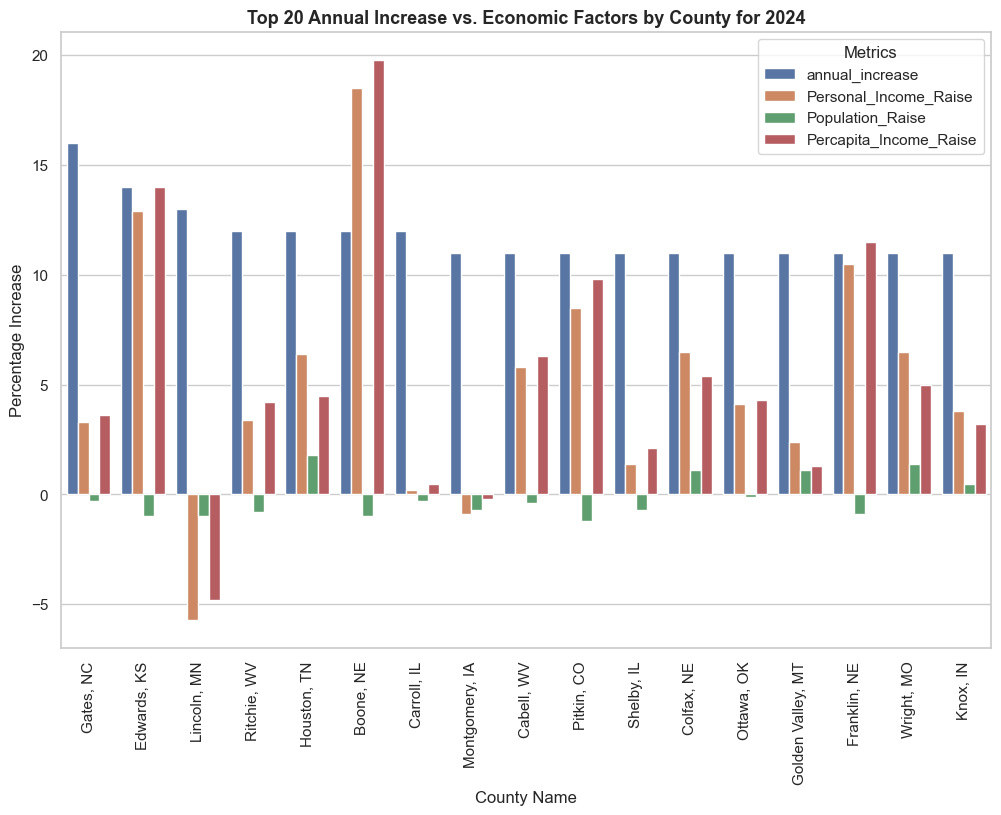 Top 20 Annual Increase vs. Economic Factors by County for 2024
Metrics
annual_increase
Personal_Income_Raise
Population_Raise
Percapita_Income_Raise
Percentage Increase
20
15
10
5
0
−5
Gates, NC
Edwards, KS
Lincoln, MN
Ritchie, WV
Houston, TN
Boone, NE
Carroll, IL
Montgomery, IA
Cabell, WV
Pitkin, CO
Shelby, IL
Colfax, NE
Ottawa, OK
Golden Valley, MT
Franklin, NE
Wright, MO
Knox, IN
County Name